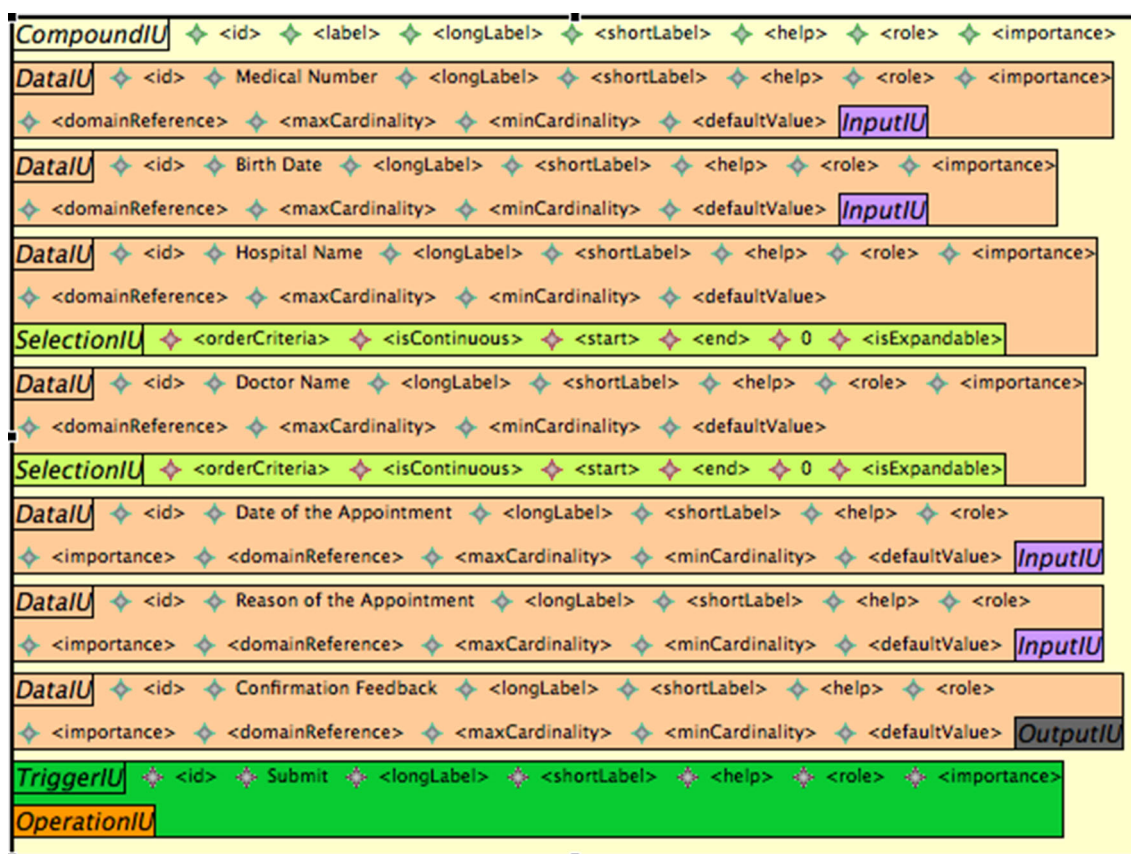 CompoundIU <id> <label> <longLabel> <shortLabel> <help> <role> <importance>
DataIU <id> Medical Number <longLabel> <shortLabel> <help> <role> <importance>
<domainReference> <maxCardinality> <minCardinality> <defaultValue> InputIU
DataIU <id> Birth Date <longLabel> <shortLabel> <help> <role> <importance>
<domainReference> <maxCardinality> <minCardinality> <defaultValue> InputIU
DataIU <id> Hospital Name <longLabel> <shortLabel> <help> <role> <importance>
<domainReference> <maxCardinality> <minCardinality> <defaultValue>
SelectionIU <orderCriteria> <isContinuous> <start> <end> 0 <isExpandable>
DataIU <id> Doctor Name <longLabel> <shortLabel> <help> <role> <importance>
<domainReference> <maxCardinality> <minCardinality> <defaultValue>
SelectionIU <orderCriteria> <isContinuous> <start> <end> 0 <isExpandable>
DataIU <id> Date of the Appointment <longLabel> <shortLabel> <help> <role>
<importance> <domainReference> <maxCardinality> <minCardinality> <defaultValue> InputIU
DataIU <id> Reason of the Appointment <longLabel> <shortLabel> <help> <role>
<importance> <domainReference> <maxCardinality> <minCardinality> <defaultValue> InputIU
DataIU <id> Confirmation Feedback <longLabel> <shortLabel> <help> <role>
<importance> <domainReference> <maxCardinality> <minCardinality> <defaultValue> OutputIU
TriggerIU <id> Submit <longLabel> <shortLabel> <help> <role> <importance>
OperationIU